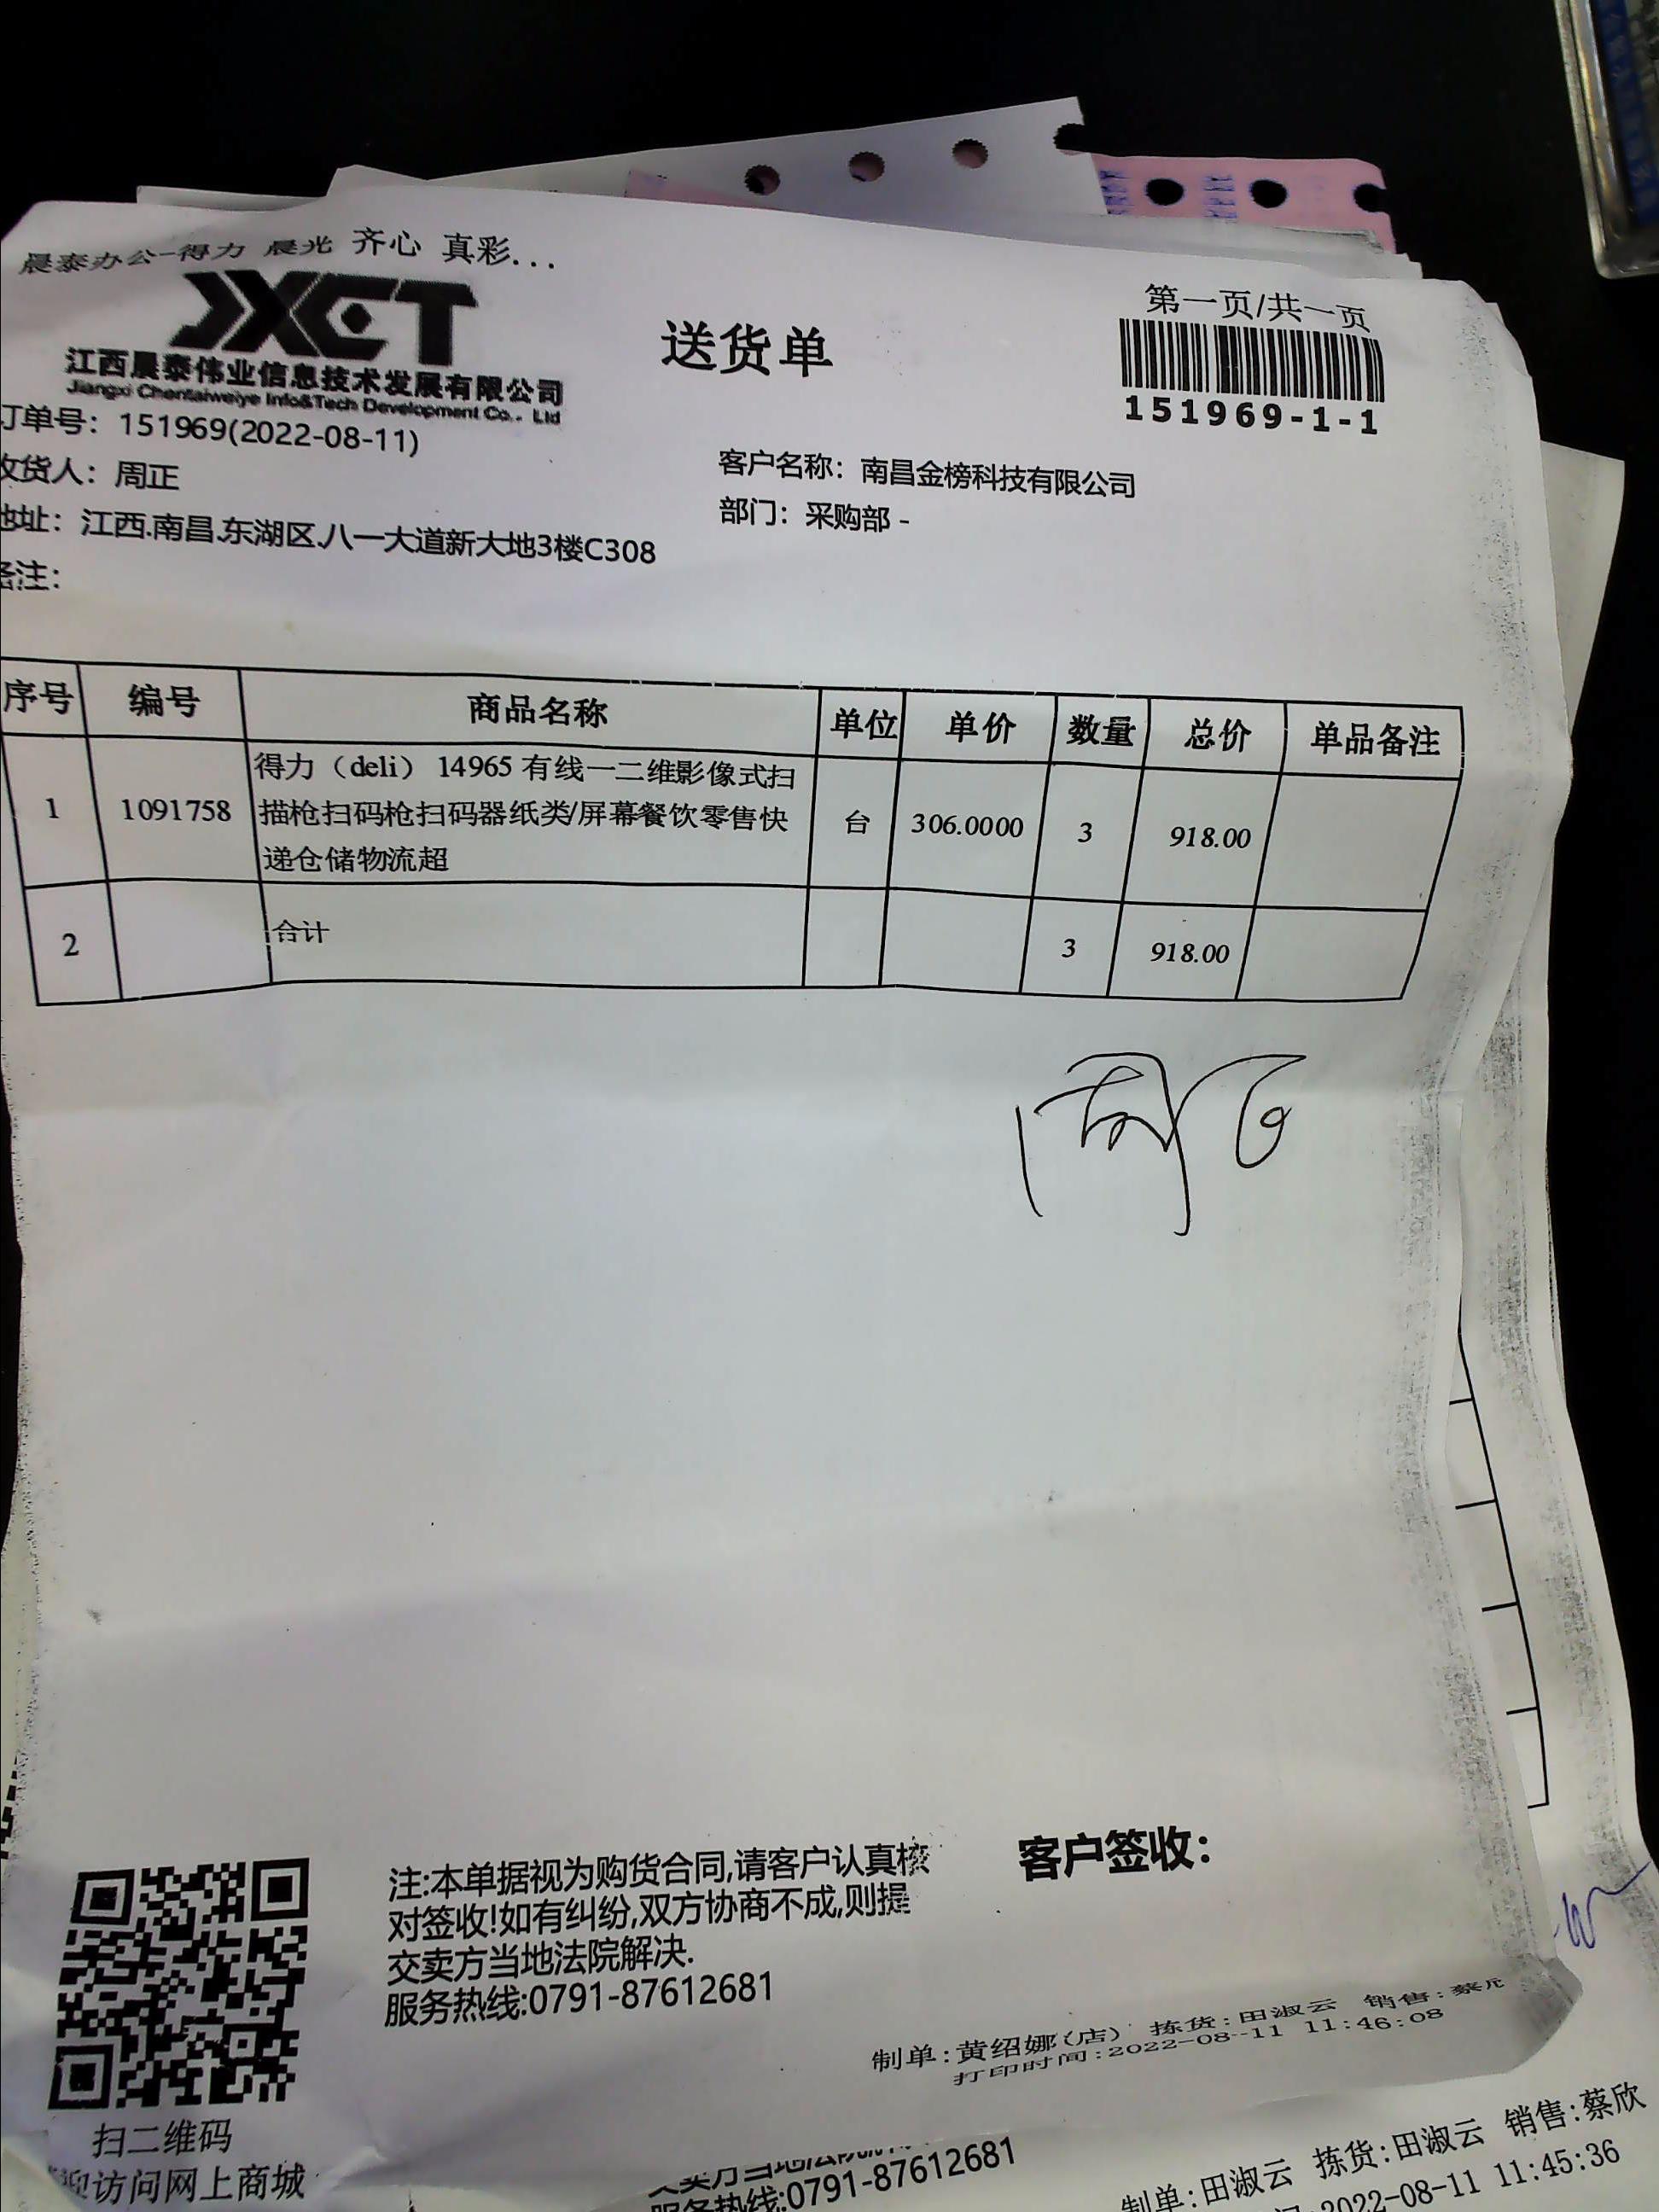 晨泰办公-得力 晨光 齐心 真彩...
JXCT
江西晨泰伟业信息技术发展有限公司
Jiangxi Chentaiweiye Info&Tech Development Co., Ltd
送货单
第一页/共一页
151969-1-1
订单号：151969(2022-08-11)
收货人：周正
客户名称：南昌金榜科技有限公司
地址：江西.南昌.东湖区.八一大道新大地3楼C308
部门：采购部 -
备注：
序号 编号 商品名称 单位 单价 数量 总价 单品备注
得力（deli）14965 有线一二维影像式扫
1 1091758 描枪扫码枪扫码器纸类/屏幕餐饮零售快 台 306.0000 3 918.00
递仓储物流超
2 合计 3 918.00
注:本单据视为购货合同,请客户认真核
对签收!如有纠纷,双方协商不成,则提
交卖方当地法院解决.
服务热线:0791-87612681
客户签收：
制单:黄绍娜(店) 拣货:田淑云 销售:蔡
打印时间:2022-08-11 11:46:08
扫二维码
迎访问网上商城
服务热线:0791-87612681
制单:田淑云 拣货:田淑云 销售:蔡欣
2022-08-11 11:45:36